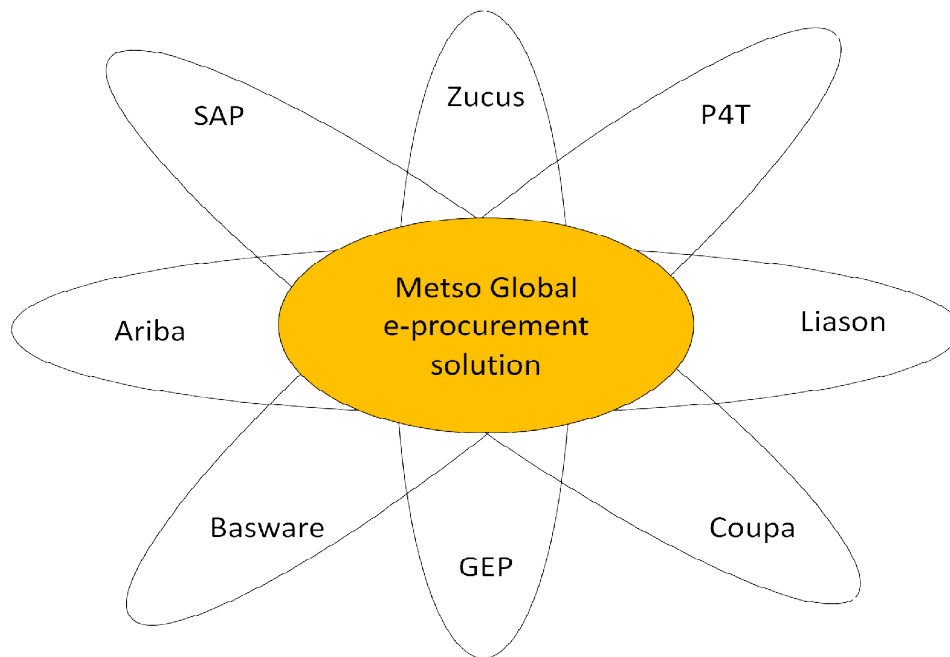 Zucus
SAP
P4T
Metso Global
e-procurement
solution
Ariba
Liason
Basware
Coupa
GEP